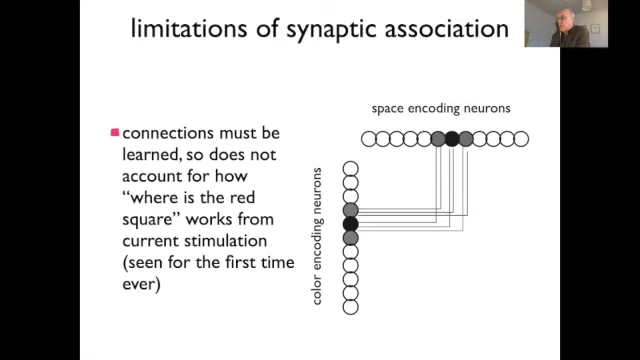 limitations of synaptic association
space encoding neurons
connections must be
learned, so does not
account for how
“where is the red
square” works from
current stimulation
(seen for the first time
ever)
color encoding neurons